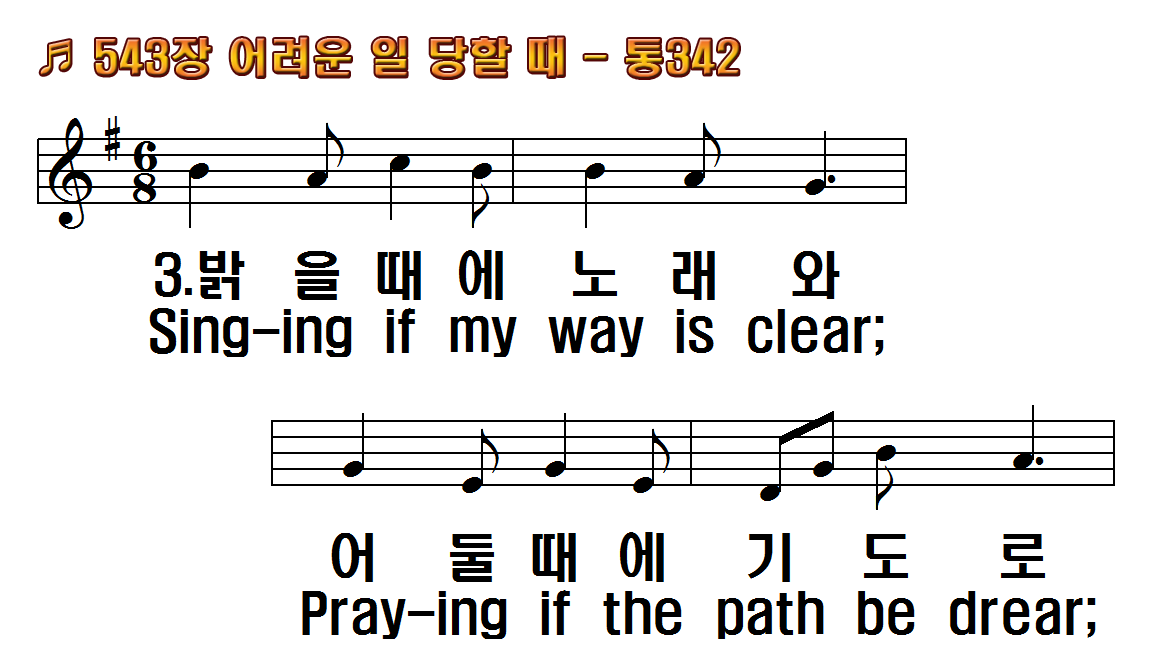 ♬ 543장 어려운 일 당할 때 - 통342
3.밝 을 때 에 노 래 와
Sing-ing if my way is clear;
어 둘 때 에 기 도 로
Pray-ing if the path be drear;